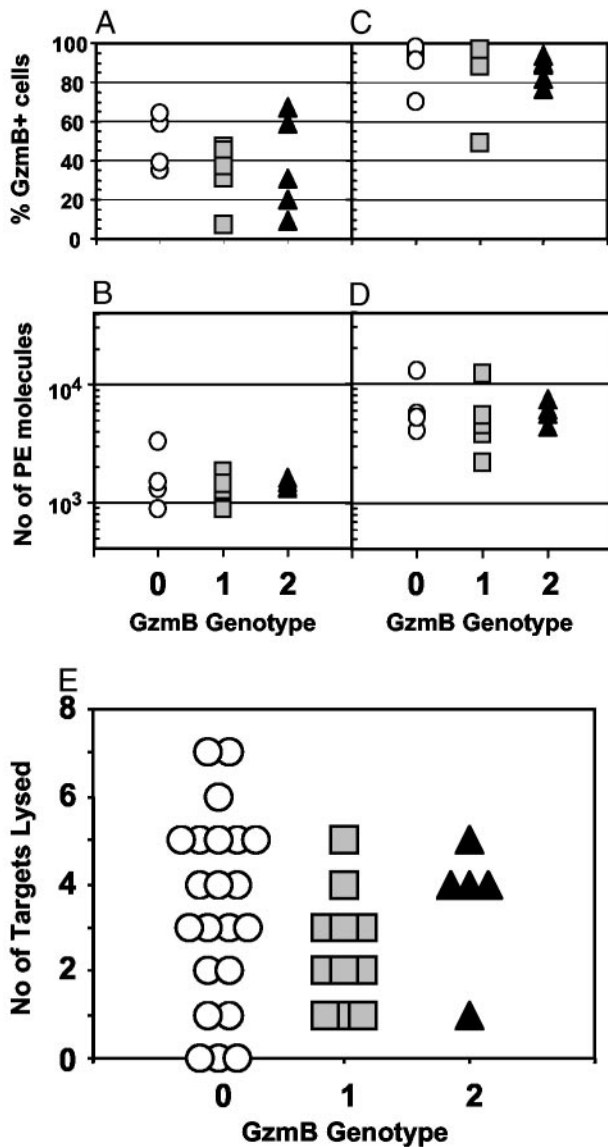 A
C
100
80
60
40
20
0
% GzmB+ cells
B
D
10^4
10^3
No of PE molecules
0 1 2 0 1 2
GzmB Genotype GzmB Genotype
E
8
6
4
2
0
No of Targets Lysed
0 1 2
GzmB Genotype